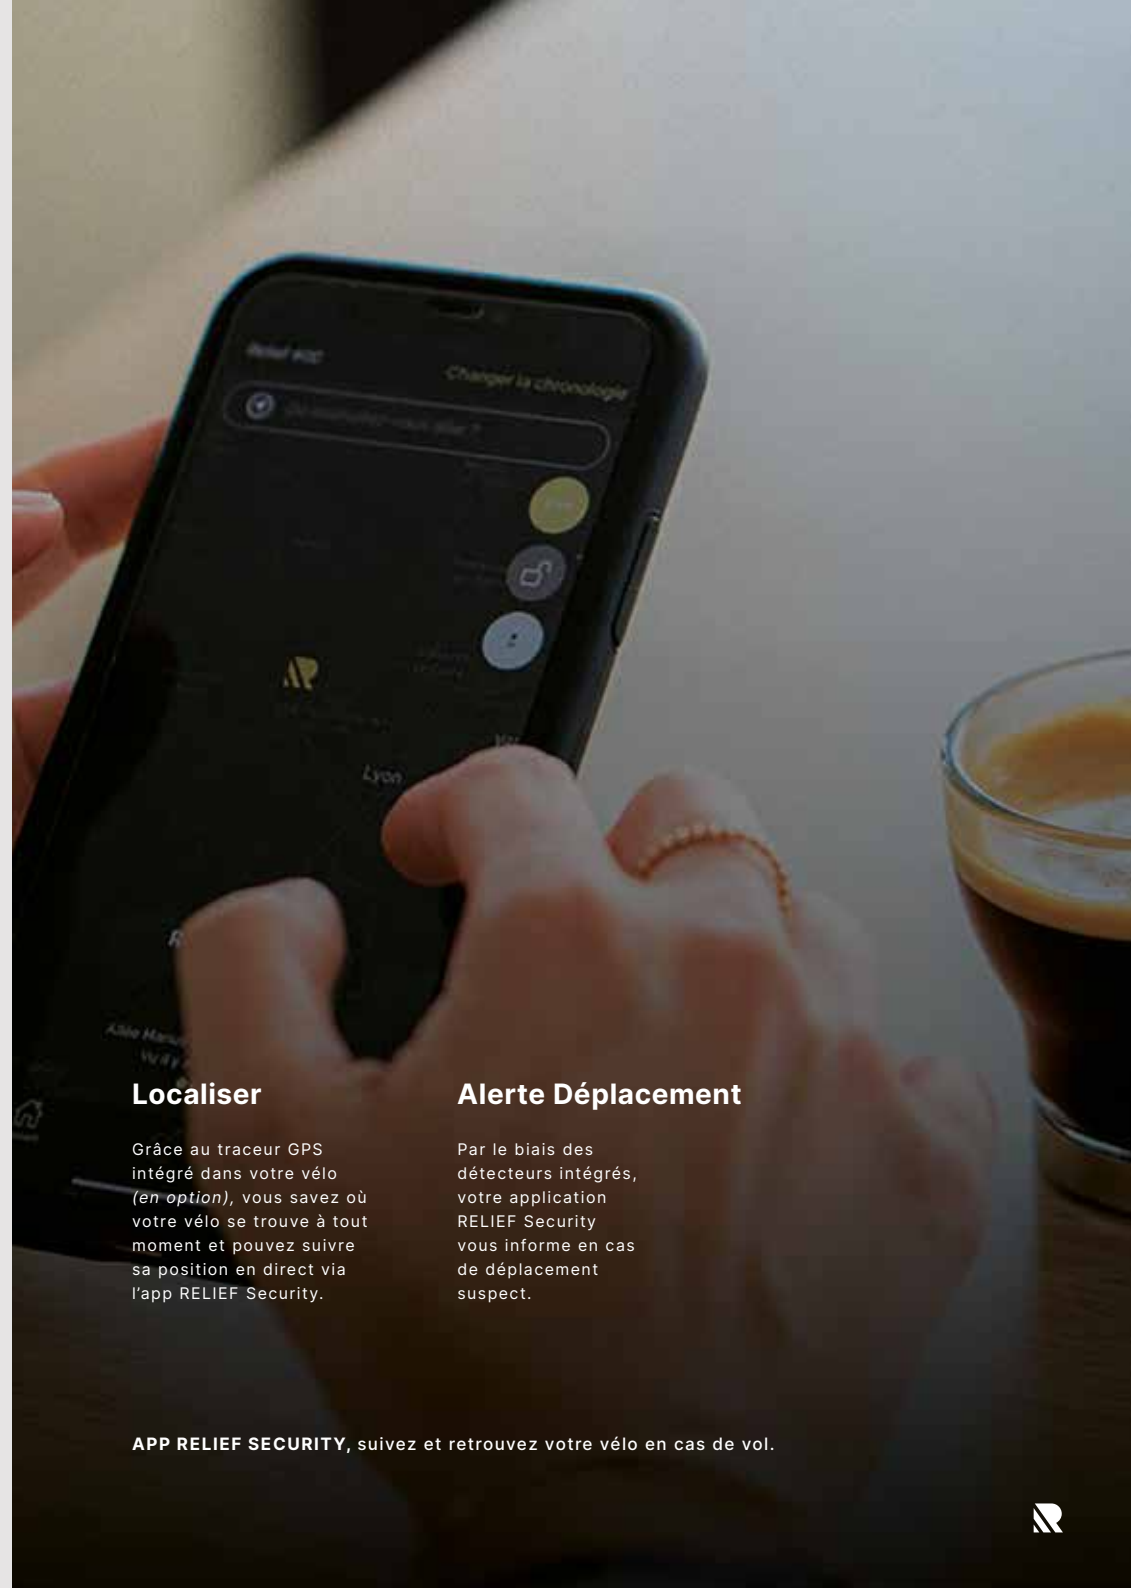 Changer la chronologie
Lyon
Localiser
Grâce au traceur GPS
intégré dans votre vélo
(en option), vous savez où
votre vélo se trouve à tout
moment et pouvez suivre
sa position en direct via
l’app RELIEF Security.
Alerte Déplacement
Par le biais des
détecteurs intégrés,
votre application
RELIEF Security
vous informe en cas
de déplacement
suspect.
APP RELIEF SECURITY, suivez et retrouvez votre vélo en cas de vol.